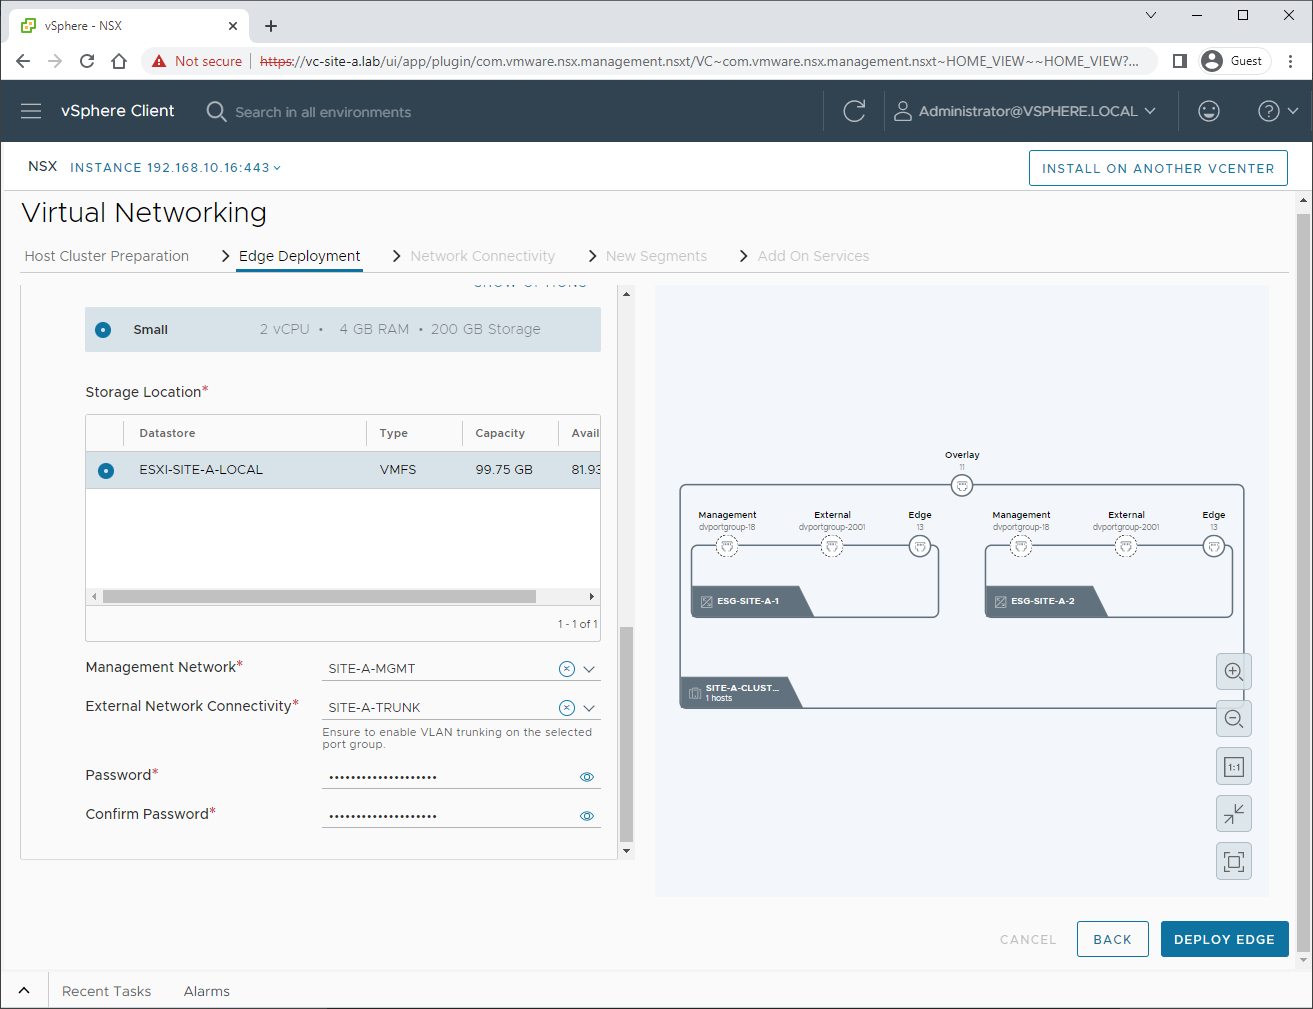 vSphere - NSX
Not secure
https://vc-site-a.lab/ui/app/plugin/com.vmware.nsx.management.nsxt/VC~com.vmware.nsx.management.nsxt~HOME_VIEW~~HOME_VIEW?...
Guest
vSphere Client
Search in all environments
Administrator@VSPHERE.LOCAL
NSX
INSTANCE 192.168.10.16:443
INSTALL ON ANOTHER VCENTER
Virtual Networking
Host Cluster Preparation
Edge Deployment
Network Connectivity
New Segments
Add On Services
SHOW OPTIONS
Small 2 vCPU • 4 GB RAM • 200 GB Storage
Storage Location*
Datastore Type Capacity Avail
ESXI-SITE-A-LOCAL VMFS 99.75 GB 81.93
1 - 1 of 1
Management Network* SITE-A-MGMT
External Network Connectivity* SITE-A-TRUNK
Ensure to enable VLAN trunking on the selected
port group.
Password* ••••••••••••••••••••
Confirm Password* ••••••••••••••••••••
Overlay
11
Management External Edge Management External Edge
dvportgroup-18 dvportgroup-2001 13 dvportgroup-18 dvportgroup-2001 13
ESG-SITE-A-1 ESG-SITE-A-2
SITE-A-CLUST...
1 hosts
1:1
CANCEL
BACK
DEPLOY EDGE
Recent Tasks
Alarms